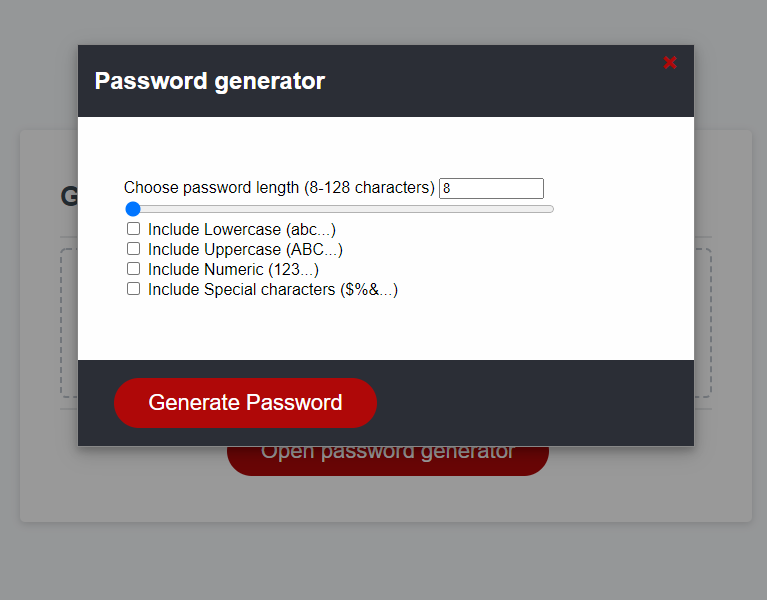 Password generator
G
Choose password length (8-128 characters) 8
Include Lowercase (abc...)
Include Uppercase (ABC...)
Include Numeric (123...)
Include Special characters ($%&...)
Generate Password
Open password generator